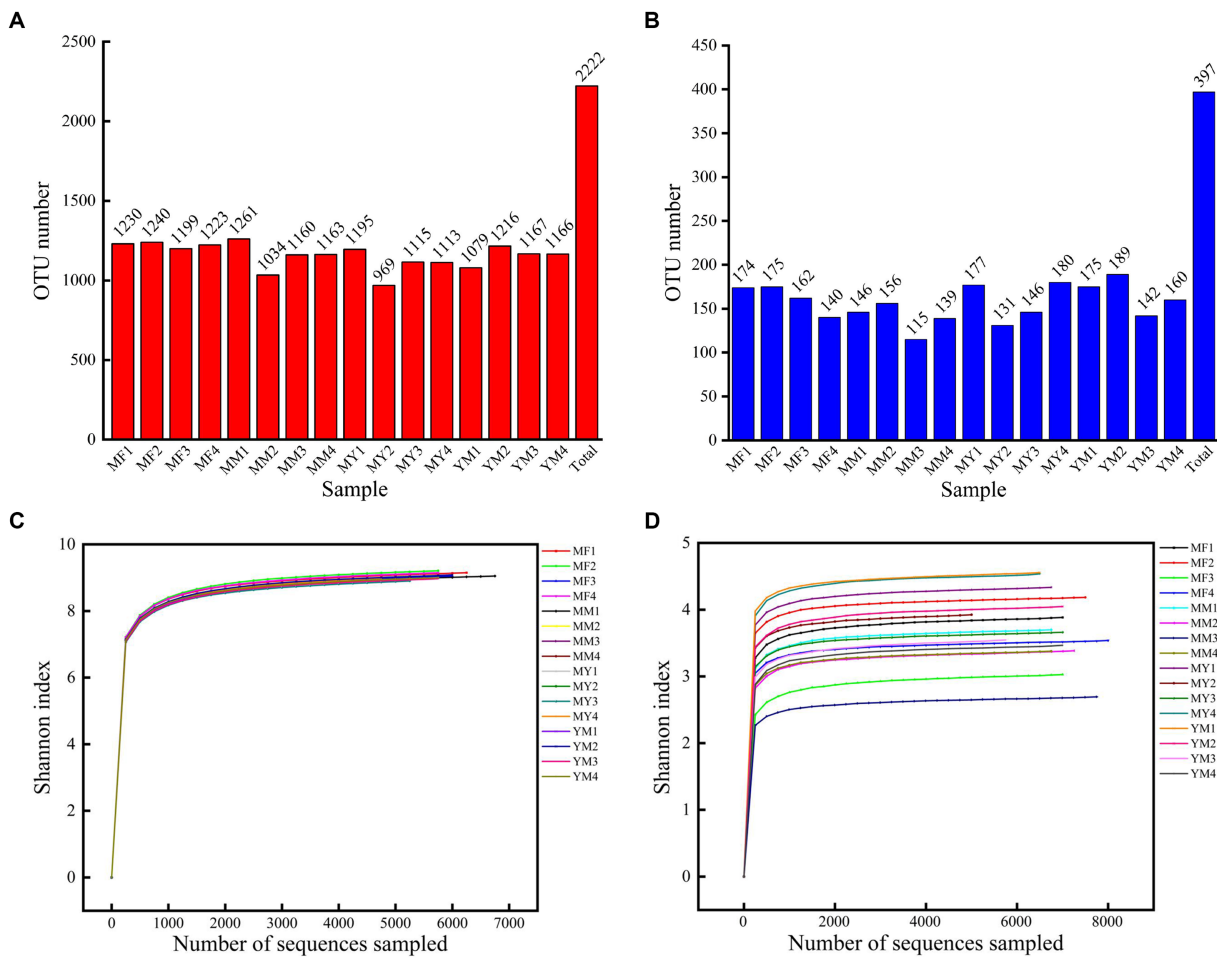 A
OTU number
2500
2000
1500
1000
500
0
1230
1240
1199
1223
1261
1034
1160
1163
1195
969
1115
1113
1079
1216
1167
1166
2222
MF1
MF2
MF3
MF4
MM1
MM2
MM3
MM4
MY1
MY2
MY3
MY4
YM1
YM2
YM3
YM4
Total
Sample
B
OTU number
450
400
350
300
250
200
150
100
50
0
174
175
162
140
146
156
115
139
177
131
146
180
175
189
142
160
397
MF1
MF2
MF3
MF4
MM1
MM2
MM3
MM4
MY1
MY2
MY3
MY4
YM1
YM2
YM3
YM4
Total
Sample
C
Shannon index
10
8
6
4
2
0
0 1000 2000 3000 4000 5000 6000 7000
Number of sequences sampled
MF1
MF2
MF3
MF4
MM1
MM2
MM3
MM4
MY1
MY2
MY3
MY4
YM1
YM2
YM3
YM4
D
Shannon index
5
4
3
2
1
0
0 2000 4000 6000 8000
Number of sequences sampled
MF1
MF2
MF3
MF4
MM1
MM2
MM3
MM4
MY1
MY2
MY3
MY4
YM1
YM2
YM3
YM4